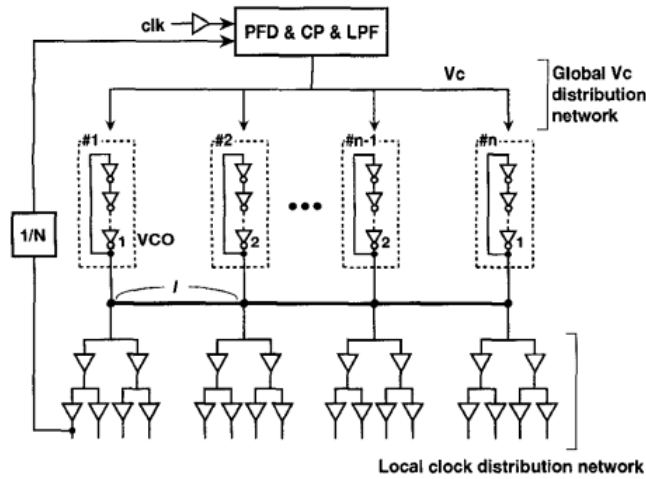 clk
PFD & CP & LPF
Vc
Global Vc
distribution
network
#1
#2
#n-1
#n
1/N
1
VCO
2
2
1
l
Local clock distribution network